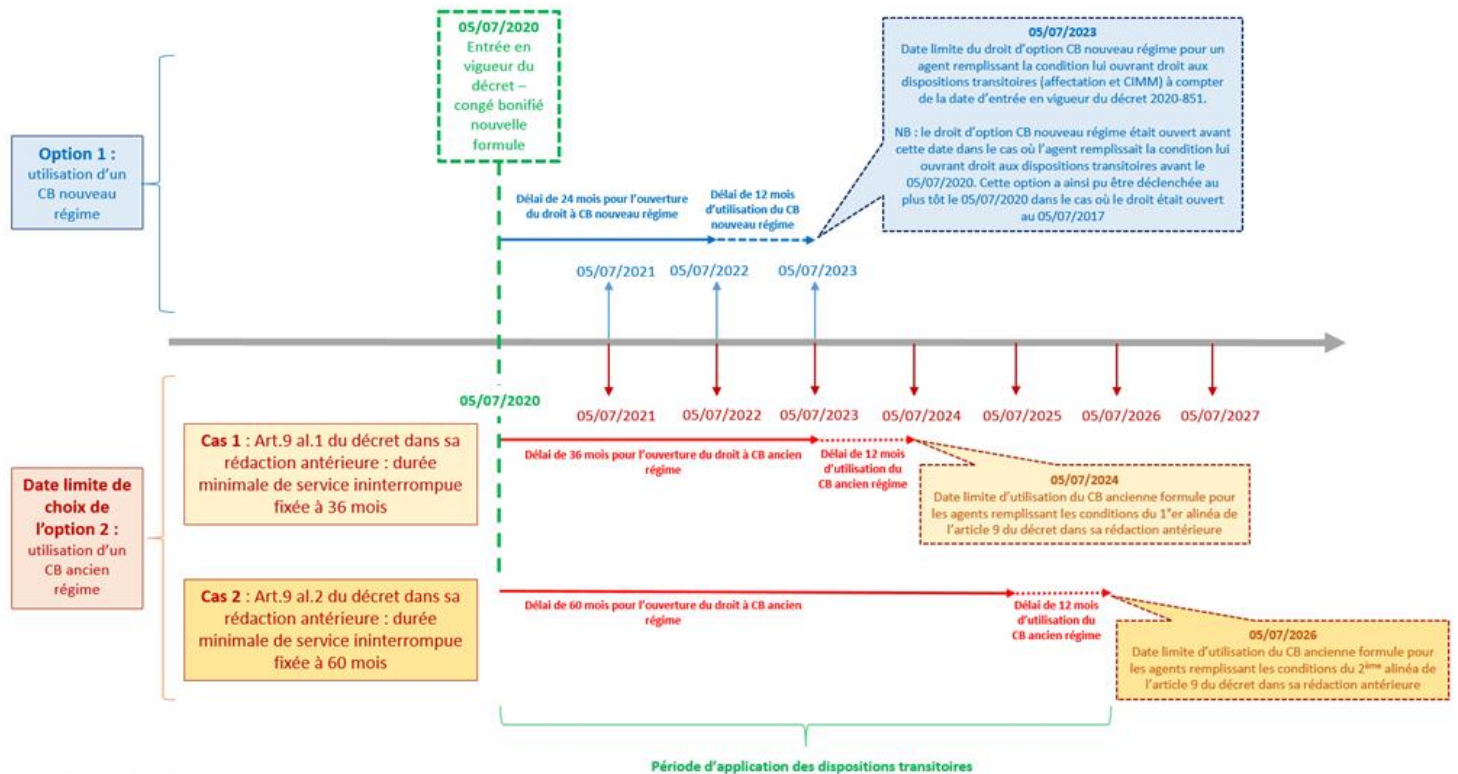 05/07/2020
Entrée en
vigueur du
décret –
congé bonifié
nouvelle
formule
05/07/2023
Date limite du droit d'option CB nouveau régime pour un
agent remplissant la condition lui ouvrant droit aux
dispositions transitoires (affectation et CIMM) à compter
de la date d'entrée en vigueur du décret 2020-851.
NB : le droit d'option CB nouveau régime était ouvert avant
cette date dans le cas où l'agent remplissait la condition lui
ouvrant droit aux dispositions transitoires avant le
05/07/2020. Cette option a ainsi pu être déclenchée au
plus tôt le 05/07/2020 dans le cas où le droit était ouvert
au 05/07/2017
Option 1 :
utilisation d'un
CB nouveau
régime
Délai de 24 mois pour l'ouverture
du droit à CB nouveau régime
Délai de 12 mois
d'utilisation du CB
nouveau régime
05/07/2021
05/07/2022
05/07/2023
05/07/2020
05/07/2021
05/07/2022
05/07/2023
05/07/2024
05/07/2025
05/07/2026
05/07/2027
Date limite de
choix de
l'option 2 :
utilisation d'un
CB ancien
régime
Cas 1 : Art.9 al.1 du décret dans sa
rédaction antérieure : durée
minimale de service ininterrompue
fixée à 36 mois
Délai de 36 mois pour l'ouverture du droit à CB ancien
régime
Délai de 12 mois
d'utilisation du
CB ancien régime
05/07/2024
Date limite d'utilisation du CB ancienne formule pour
les agents remplissant les conditions du 1°er alinéa de
l'article 9 du décret dans sa rédaction antérieure
Cas 2 : Art.9 al.2 du décret dans sa
rédaction antérieure : durée
minimale de service ininterrompue
fixée à 60 mois
Délai de 60 mois pour l'ouverture du droit à CB ancien
régime
Délai de 12 mois
d'utilisation du
CB ancien régime
05/07/2026
Date limite d'utilisation du CB ancienne formule pour
les agents remplissant les conditions du 2ème alinéa de
l'article 9 du décret dans sa rédaction antérieure
Période d'application des dispositions transitoires